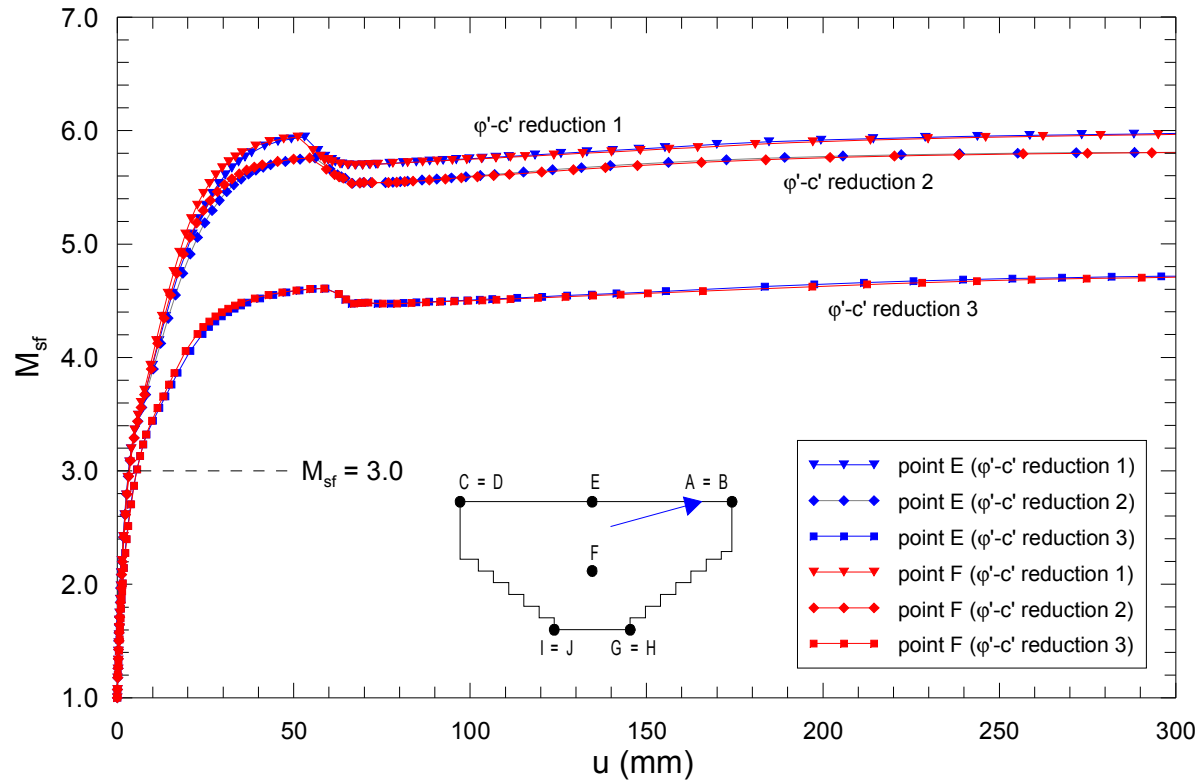 7.0
6.0
5.0
4.0
3.0
2.0
1.0
M_sf
φ'-c' reduction 1
φ'-c' reduction 2
φ'-c' reduction 3
M_sf = 3.0
C = D
E
A = B
F
I = J
G = H
point E (φ'-c' reduction 1)
point E (φ'-c' reduction 2)
point E (φ'-c' reduction 3)
point F (φ'-c' reduction 1)
point F (φ'-c' reduction 2)
point F (φ'-c' reduction 3)
0 50 100 150 200 250 300
u (mm)